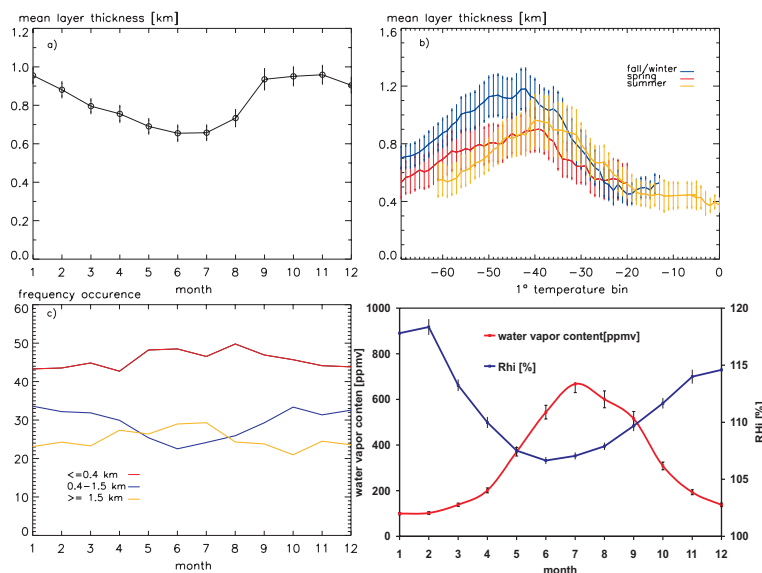 mean layer thickness [km]
a)
1.2
1.0
0.8
0.6
0.4
0.2
0.0
1 2 3 4 5 6 7 8 9 10 11 12
month
mean layer thickness [km]
b)
fall/winter
spring
summer
1.6
1.2
0.8
0.4
0.0
−60 −50 −40 −30 −20 −10 0
1° temperature bin
frequency occurence
c)
60
50
40
30
20
10
0
<=0.4 km
0.4−1.5 km
>= 1.5 km
1 2 3 4 5 6 7 8 9 10 11 12
month
water vapor content [ppmv]
1000
800
600
400
200
0
water vapor content[ppmv]
Rhi [%]
120
115
110
105
100
RHi [%]
1 2 3 4 5 6 7 8 9 10 11 12
month